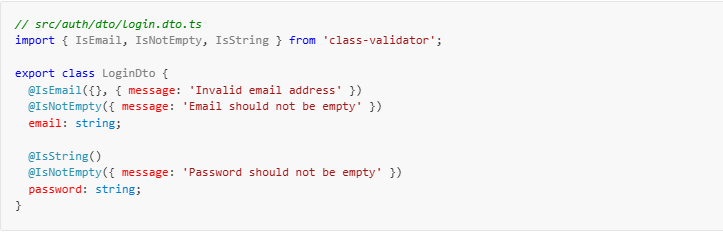 // src/auth/dto/login.dto.ts
import { IsEmail, IsNotEmpty, IsString } from 'class-validator';

export class LoginDto {
  @IsEmail({}, { message: 'Invalid email address' })
  @IsNotEmpty({ message: 'Email should not be empty' })
  email: string;

  @IsString()
  @IsNotEmpty({ message: 'Password should not be empty' })
  password: string;
}